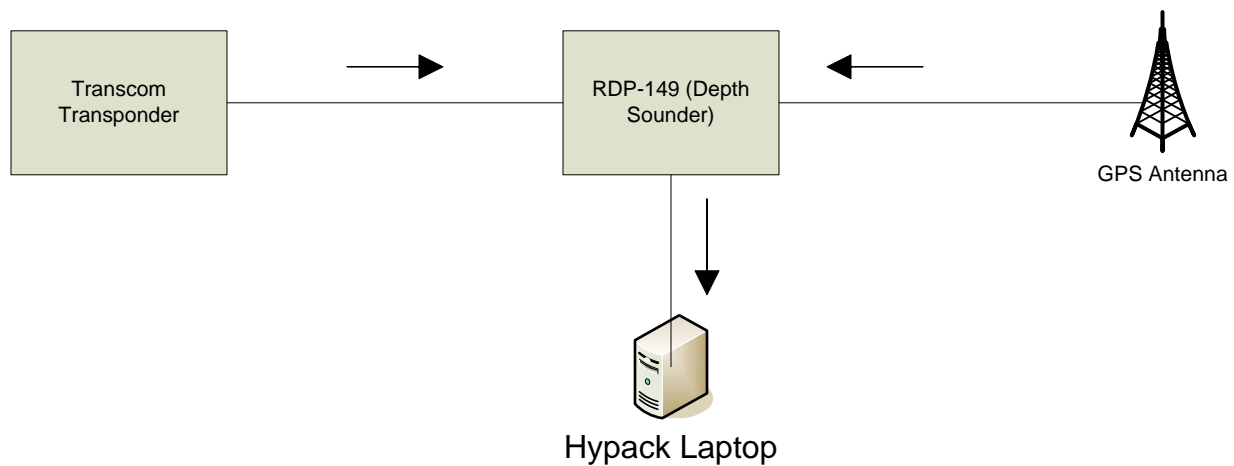 Transcom
Transponder
RDP-149 (Depth
Sounder)
GPS Antenna
Hypack Laptop